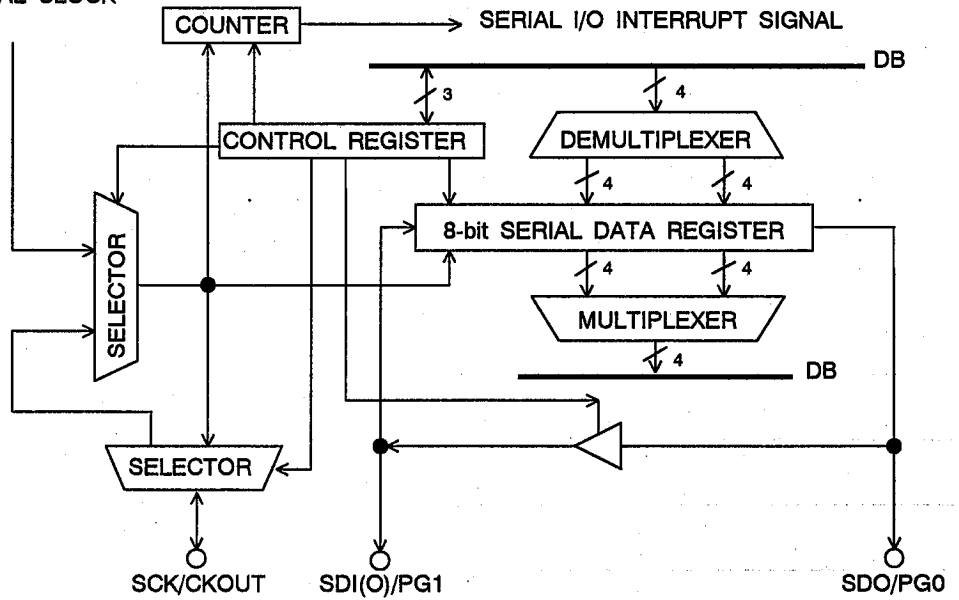 CLOCK
COUNTER
SERIAL I/O INTERRUPT SIGNAL
DB
3
4
CONTROL REGISTER
DEMULTIPLEXER
4
4
8-bit SERIAL DATA REGISTER
SELECTOR
4
4
MULTIPLEXER
4
DB
SELECTOR
SCK/CKOUT
SDI(O)/PG1
SDO/PG0